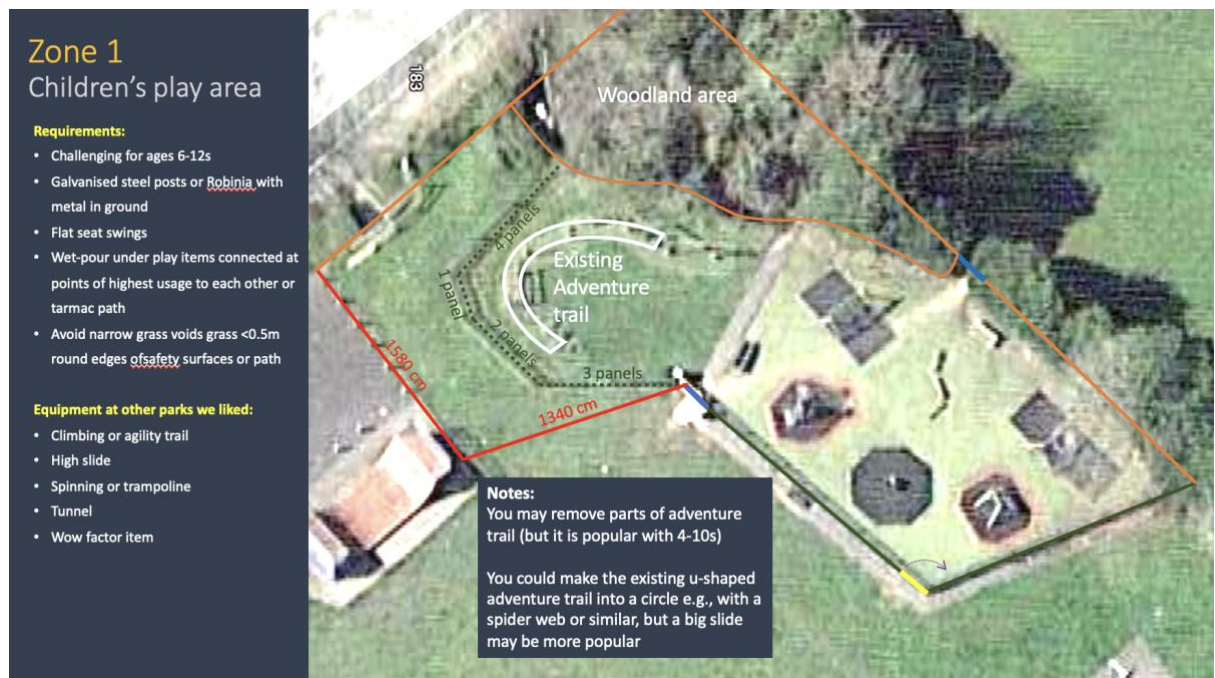 Zone 1
Children's play area
Requirements:
• Challenging for ages 6-12s
• Galvanised steel posts or Robinia with
metal in ground
• Flat seat swings
• Wet-pour under play items connected at
points of highest usage to each other or
tarmac path
• Avoid narrow grass voids grass <0.5m
round edges ofsafety surfaces or path
Equipment at other parks we liked:
• Climbing or agility trail
• High slide
• Spinning or trampoline
• Tunnel
• Wow factor item
183
Woodland area
4 panels
Existing
Adventure
trail
1 panel
2 panels
3 panels
1580 cm
1340 cm
Notes:
You may remove parts of adventure
trail (but it is popular with 4-10s)
You could make the existing u-shaped
adventure trail into a circle e.g., with a
spider web or similar, but a big slide
may be more popular